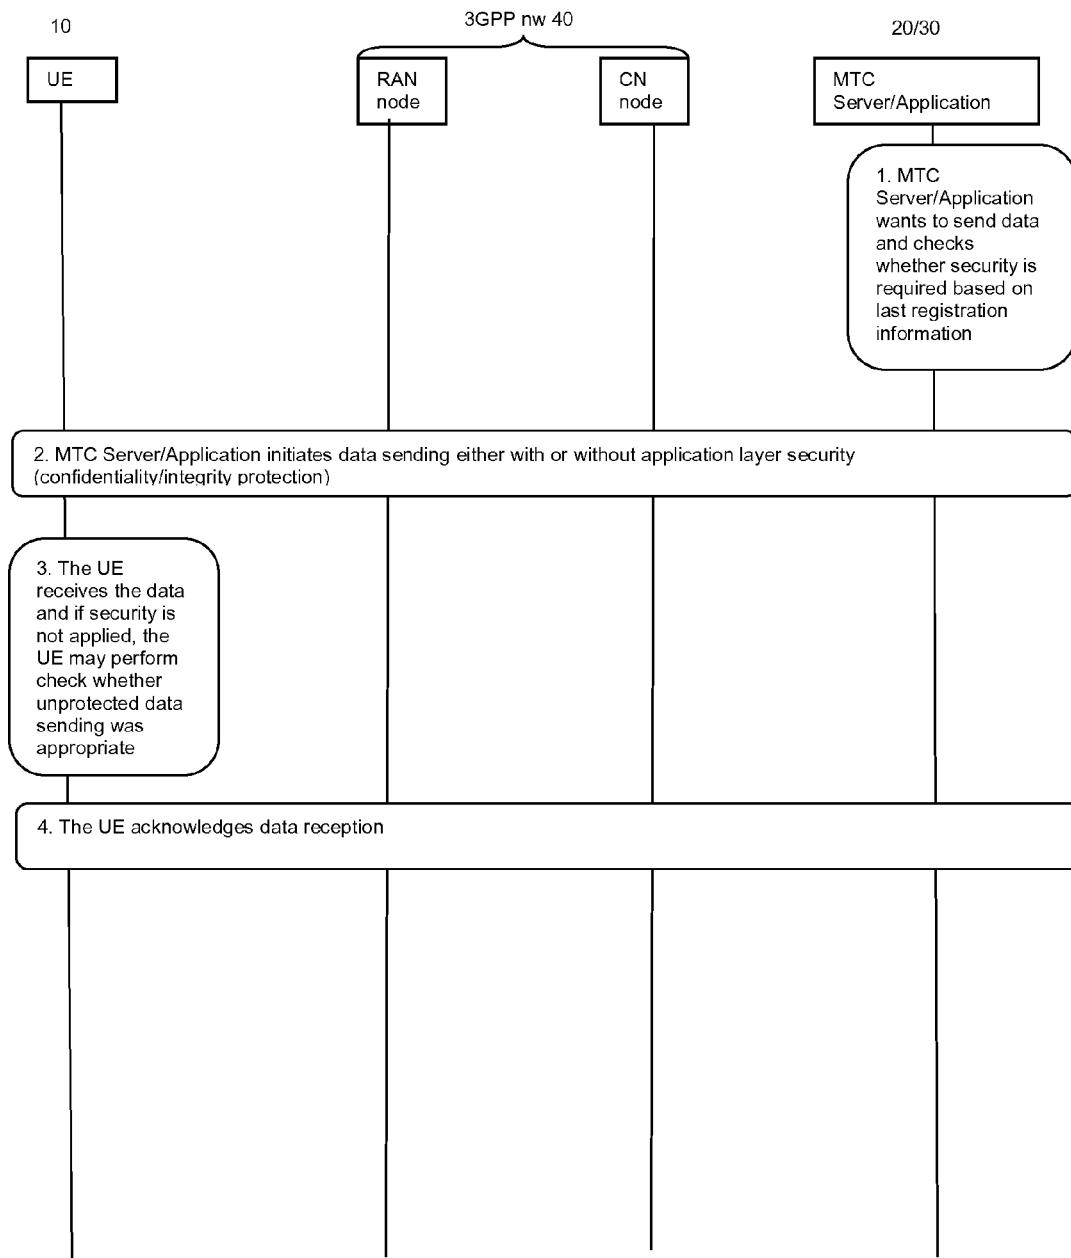 10
3GPP nw 40
20/30
UE
RAN
node
CN
node
MTC
Server/Application
1. MTC
Server/Application
wants to send data
and checks
whether security is
required based on
last registration
information
2. MTC Server/Application initiates data sending either with or without application layer security
(confidentiality/integrity protection)
3. The UE
receives the data
and if security is
not applied, the
UE may perform
check whether
unprotected data
sending was
appropriate
4. The UE acknowledges data reception